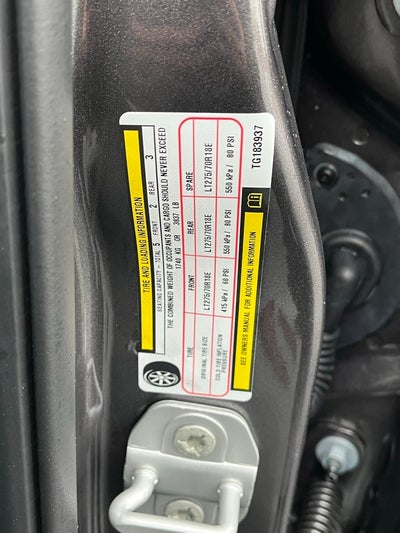 TIRE AND LOADING INFORMATION
SEATING CAPACITY - TOTAL 5 FRONT 2 REAR 3
THE COMBINED WEIGHT OF OCCUPANTS AND CARGO SHOULD NEVER EXCEED
1740 KG OR 3837 LB
TIRE FRONT REAR SPARE
ORIGINAL TIRE SIZE LT275/70R18E LT275/70R18E LT275/70R18E
COLD TIRE INFLATION PRESSURE 415 kPa / 60 PSI 550 kPa / 80 PSI 550 kPa / 80 PSI
SEE OWNERS MANUAL FOR ADDITIONAL INFORMATION
TG183937